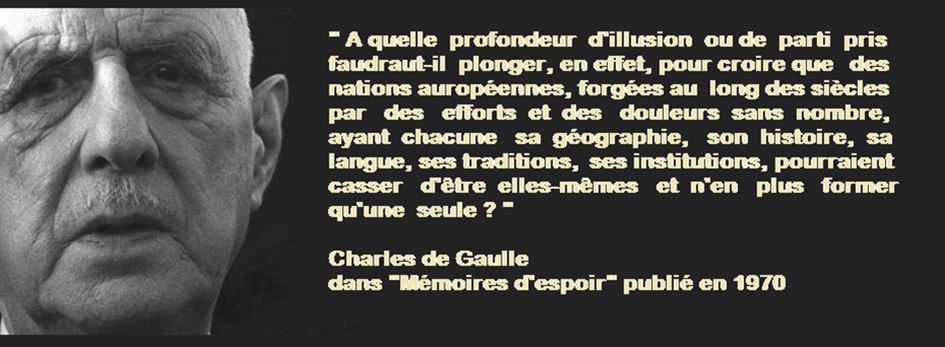 " A quelle profondeur d'illusion ou de parti pris
faudraut-il plonger, en effet, pour croire que des
nations auropéennes, forgées au long des siècles
par des efforts et des douleurs sans nombre,
ayant chacune sa géographie, son histoire, sa
langue, ses traditions, ses institutions, pourraient
casser d'être elles-mêmes et n'en plus former
qu'une seule ? "
Charles de Gaulle
dans "Mémoires d'espoir" publié en 1970